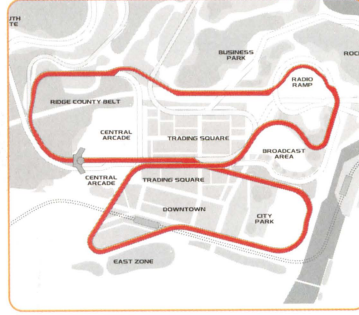 BUSINESS
PARK
RADIO
RAMP
RIDGE COUNTY BELT
CENTRAL
ARCADE
TRADING SQUARE
BROADCAST
AREA
CENTRAL
ARCADE
TRADING SQUARE
DOWNTOWN
CITY
PARK
EAST ZONE